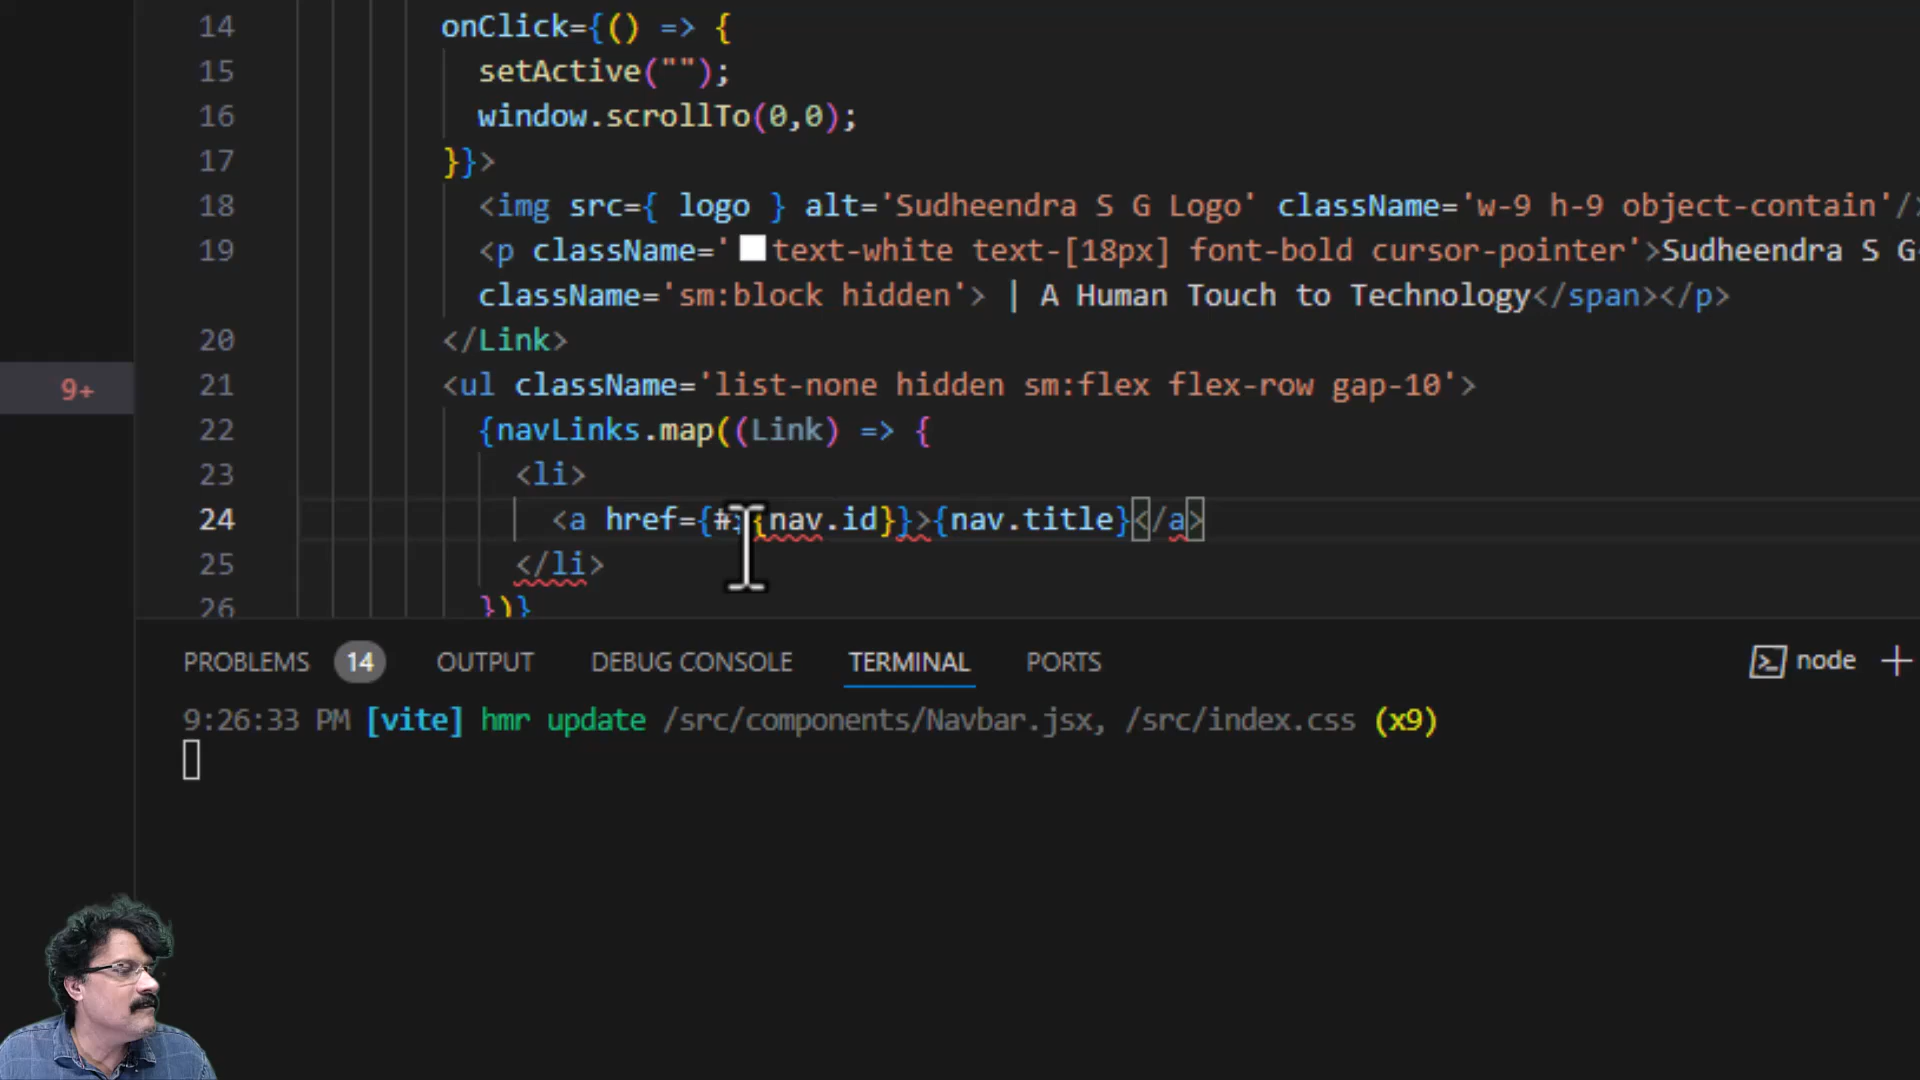 14 onClick={() => {
15 setActive("");
16 window.scrollTo(0,0);
17 }}>
18 <img src={ logo } alt='Sudheendra S G Logo' className='w-9 h-9 object-contain'/>
19 <p className='text-white text-[18px] font-bold cursor-pointer'>Sudheendra S G
className='sm:block hidden'> | A Human Touch to Technology</span></p>
20 </Link>
21 <ul className='list-none hidden sm:flex flex-row gap-10'>
9+
22 {navLinks.map((Link) => {
23 <li>
24 <a href={#{nav.id}}>{nav.title}</a>
25 </li>
26 })}
PROBLEMS 14 OUTPUT DEBUG CONSOLE TERMINAL PORTS node
9:26:33 PM [vite] hmr update /src/components/Navbar.jsx, /src/index.css (x9)